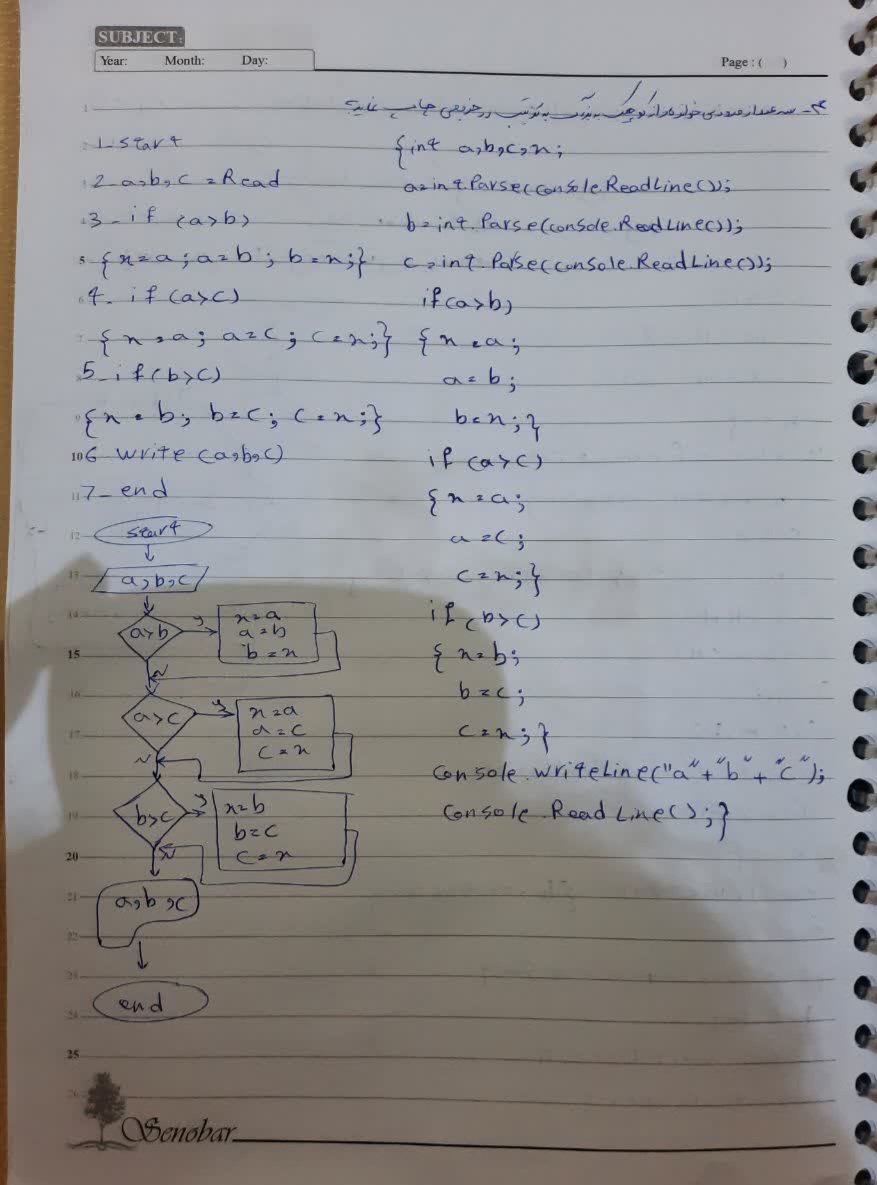 SUBJECT:
Year: Month: Day:
Page : ( )
سه عدد از ورودی خوانده از کوچک به بزرگ به ترتیب در خروجی چاپ نماید
1-start
2-a,b,c=Read
3-if (a>b)
{x=a;a=b;b=x;}
4-if(a>c)
{x=a; a=c; c=x;}
5-if(b>c)
{x=b; b=c; c=x;}
6-write(a,b,c)
7-end
{int a,b,c,x;
a=int.Parse(console.ReadLine());
b=int.Parse(console.ReadLine());
c=int.Parse(console.ReadLine());
if(a>b)
{x=a;
a=b;
b=x;}
if(a>c)
{x=a;
a=c;
c=x;}
if(b>c)
{x=b;
b=c;
c=x;}
Console.writeLine("a"+"b"+"c");
Console.ReadLine();}
start
a,b,c
a>b
y
x=a
a=b
b=x
N
a>c
y
x=a
a=c
c=x
N
b>c
y
x=b
b=c
c=x
N
a,b,c
end
1
2
3
4
5
6
7
8
9
10
11
12
13
14
15
16
17
18
19
20
21
22
23
24
25
26
Senobar